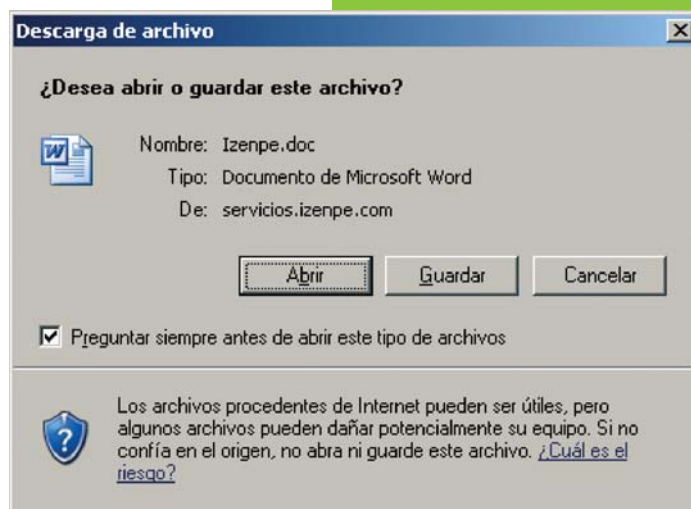 Descarga de archivo
¿Desea abrir o guardar este archivo?
Nombre: Izenpe.doc
Tipo: Documento de Microsoft Word
De: servicios.izenpe.com
Abrir Guardar Cancelar
Preguntar siempre antes de abrir este tipo de archivos
Los archivos procedentes de Internet pueden ser útiles, pero
algunos archivos pueden dañar potencialmente su equipo. Si no
confía en el origen, no abra ni guarde este archivo. ¿Cuál es el
riesgo?